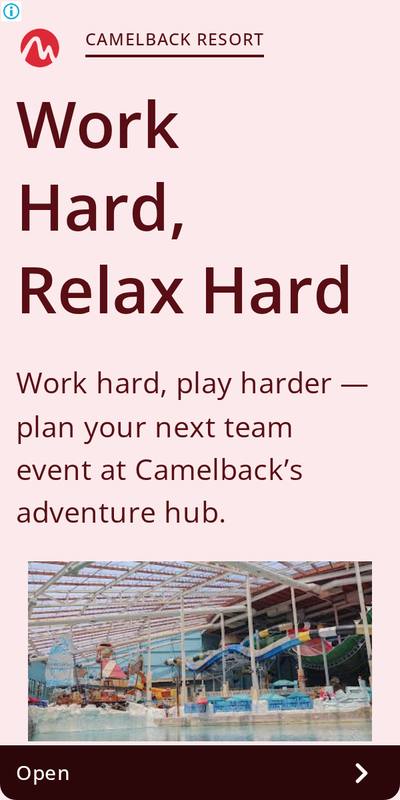 CAMELBACK RESORT
Work
Hard,
Relax Hard
Work hard, play harder —
plan your next team
event at Camelback’s
adventure hub.
Open